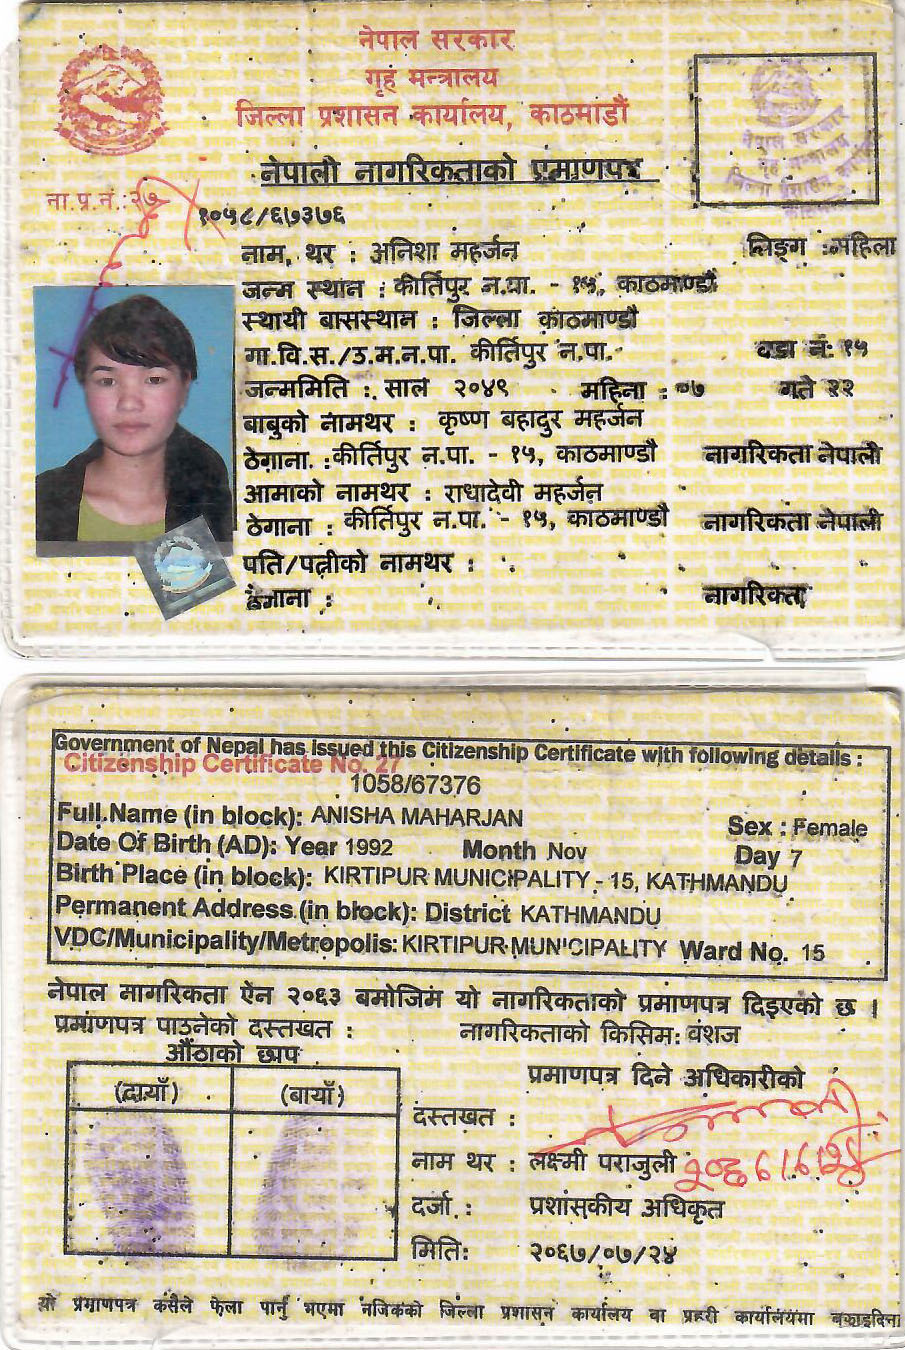 नेपाल सरकार
गृह मन्त्रालय
जिल्ला प्रशासन कार्यालय, काठमाडौं
नेपाली नागरिकताको प्रमाणपत्र
नेपाल सरकार
गृह मन्त्रालय
जिल्ला प्रशासन कार्यालय
ना.प्र.नं.:२७
१०५८/६७३७६
नाम, थर : अनिशा महर्जन लिङ्ग :महिला
जन्म स्थान : कीर्तिपुर न.पा. - १५, काठमाण्डौ
स्थायी बासस्थान : जिल्ला काठमाण्डौ
गा.वि.स./उ.म.न.पा. कीर्तिपुर न.पा. वडा नं: १५
जन्ममिति : साल २०४९ महिना : ०७ गते २२
बाबुको नामथर : कृष्ण बहादुर महर्जन
ठेगाना. : कीर्तिपुर न.पा. - १५, काठमाण्डौ नागरिकता नेपाली
आमाको नामथर : राधादेवी महर्जन
ठेगाना : कीर्तिपुर न.पा. - १५, काठमाण्डौ नागरिकता नेपाली
पति/पत्नीको नामथर :
ठेगाना : नागरिकता
Government of Nepal has issued this Citizenship Certificate with following details :
Citizenship Certificate No. 27
1058/67376
Full Name (in block): ANISHA MAHARJAN Sex : Female
Date Of Birth (AD): Year 1992 Month Nov Day 7
Birth Place (in block): KIRTIPUR MUNICIPALITY - 15, KATHMANDU
Permanent Address (in block): District KATHMANDU
VDC/Municipality/Metropolis: KIRTIPUR MUNICIPALITY Ward No. 15
नेपाल नागरिकता ऐन २०६३ बमोजिम यो नागरिकताको प्रमाणपत्र दिइएको छ ।
प्रमाणपत्र पाउनेको दस्तखत : नागरिकताको किसिम: वंशज
औंठाको छाप
(दायाँ) (बायाँ)
प्रमाणपत्र दिने अधिकारीको
दस्तखत :
नाम थर : लक्ष्मी पराजुली
दर्जा : प्रशासकीय अधिकृत
मिति: २०६७/०७/२४
यो प्रमाणपत्र कसैले फेला पार्नु भएमा नजिकको जिल्ला प्रशासन कार्यालय वा प्रहरी कार्यालयमा